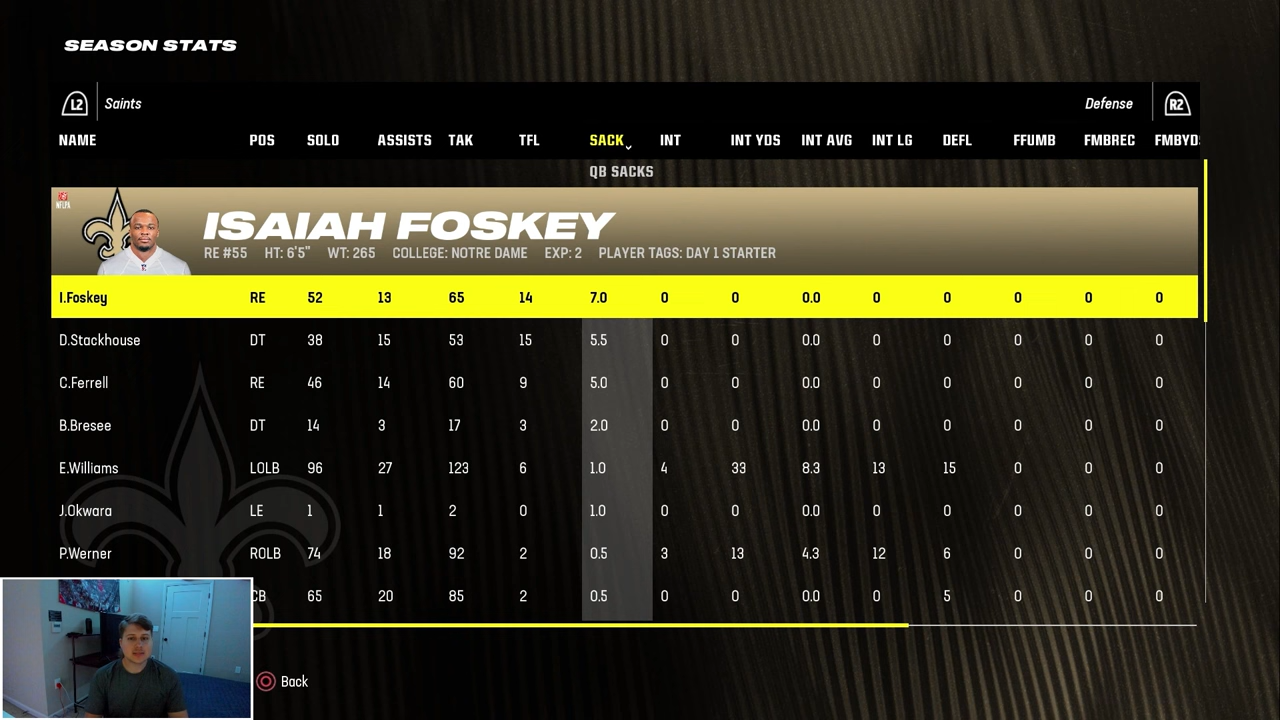 SEASON STATS
L2 Saints Defense R2
NAME POS SOLO ASSISTS TAK TFL SACK INT INT YDS INT AVG INT LG DEFL FFUMB FMBREC FMBYD
QB SACKS
NFLPA
ISAIAH FOSKEY
RE #55 HT: 6'5" WT: 265 COLLEGE: NOTRE DAME EXP: 2 PLAYER TAGS: DAY 1 STARTER
I.Foskey RE 52 13 65 14 7.0 0 0 0.0 0 0 0 0 0
D.Stackhouse DT 38 15 53 15 5.5 0 0 0.0 0 0 0 0 0
C.Ferrell RE 46 14 60 9 5.0 0 0 0.0 0 0 0 0 0
B.Bresee DT 14 3 17 3 2.0 0 0 0.0 0 0 0 0 0
E.Williams LOLB 96 27 123 6 1.0 4 33 8.3 13 15 0 0 0
J.Okwara LE 1 1 2 0 1.0 0 0 0.0 0 0 0 0 0
P.Werner ROLB 74 18 92 2 0.5 3 13 4.3 12 6 0 0 0
CB 65 20 85 2 0.5 0 0 0.0 0 5 0 0 0
Back